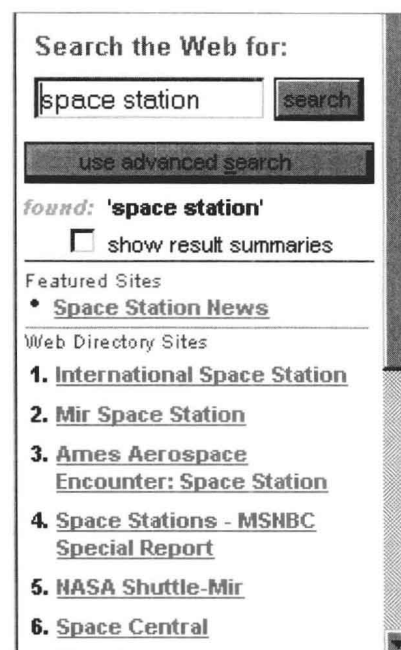 Search the Web for:
space station search
use advanced search
found: 'space station'
show result summaries
Featured Sites
• Space Station News
Web Directory Sites
1. International Space Station
2. Mir Space Station
3. Ames Aerospace
Encounter: Space Station
4. Space Stations - MSNBC
Special Report
5. NASA Shuttle-Mir
6. Space Central